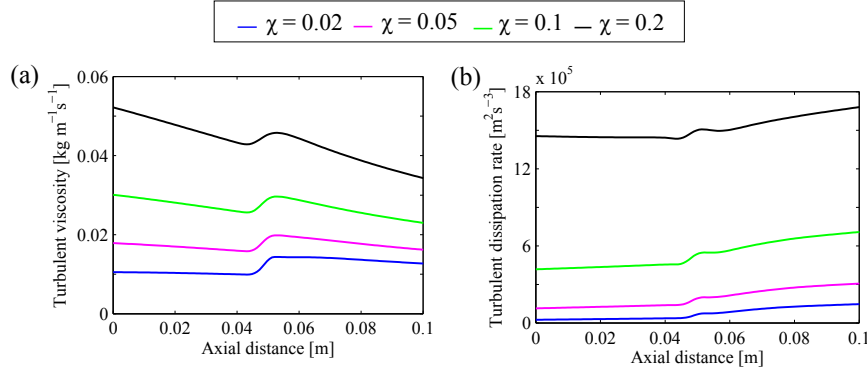 χ = 0.02 χ = 0.05 χ = 0.1 χ = 0.2
(a)
0.06
0.04
0.02
0
Turbulent viscosity [kg m⁻¹s⁻¹]
0 0.02 0.04 0.06 0.08 0.1
Axial distance [m]
(b)
x 10⁵
18
12
6
0
Turbulent dissipation rate [m²s⁻³]
0 0.02 0.04 0.06 0.08 0.1
Axial distance [m]